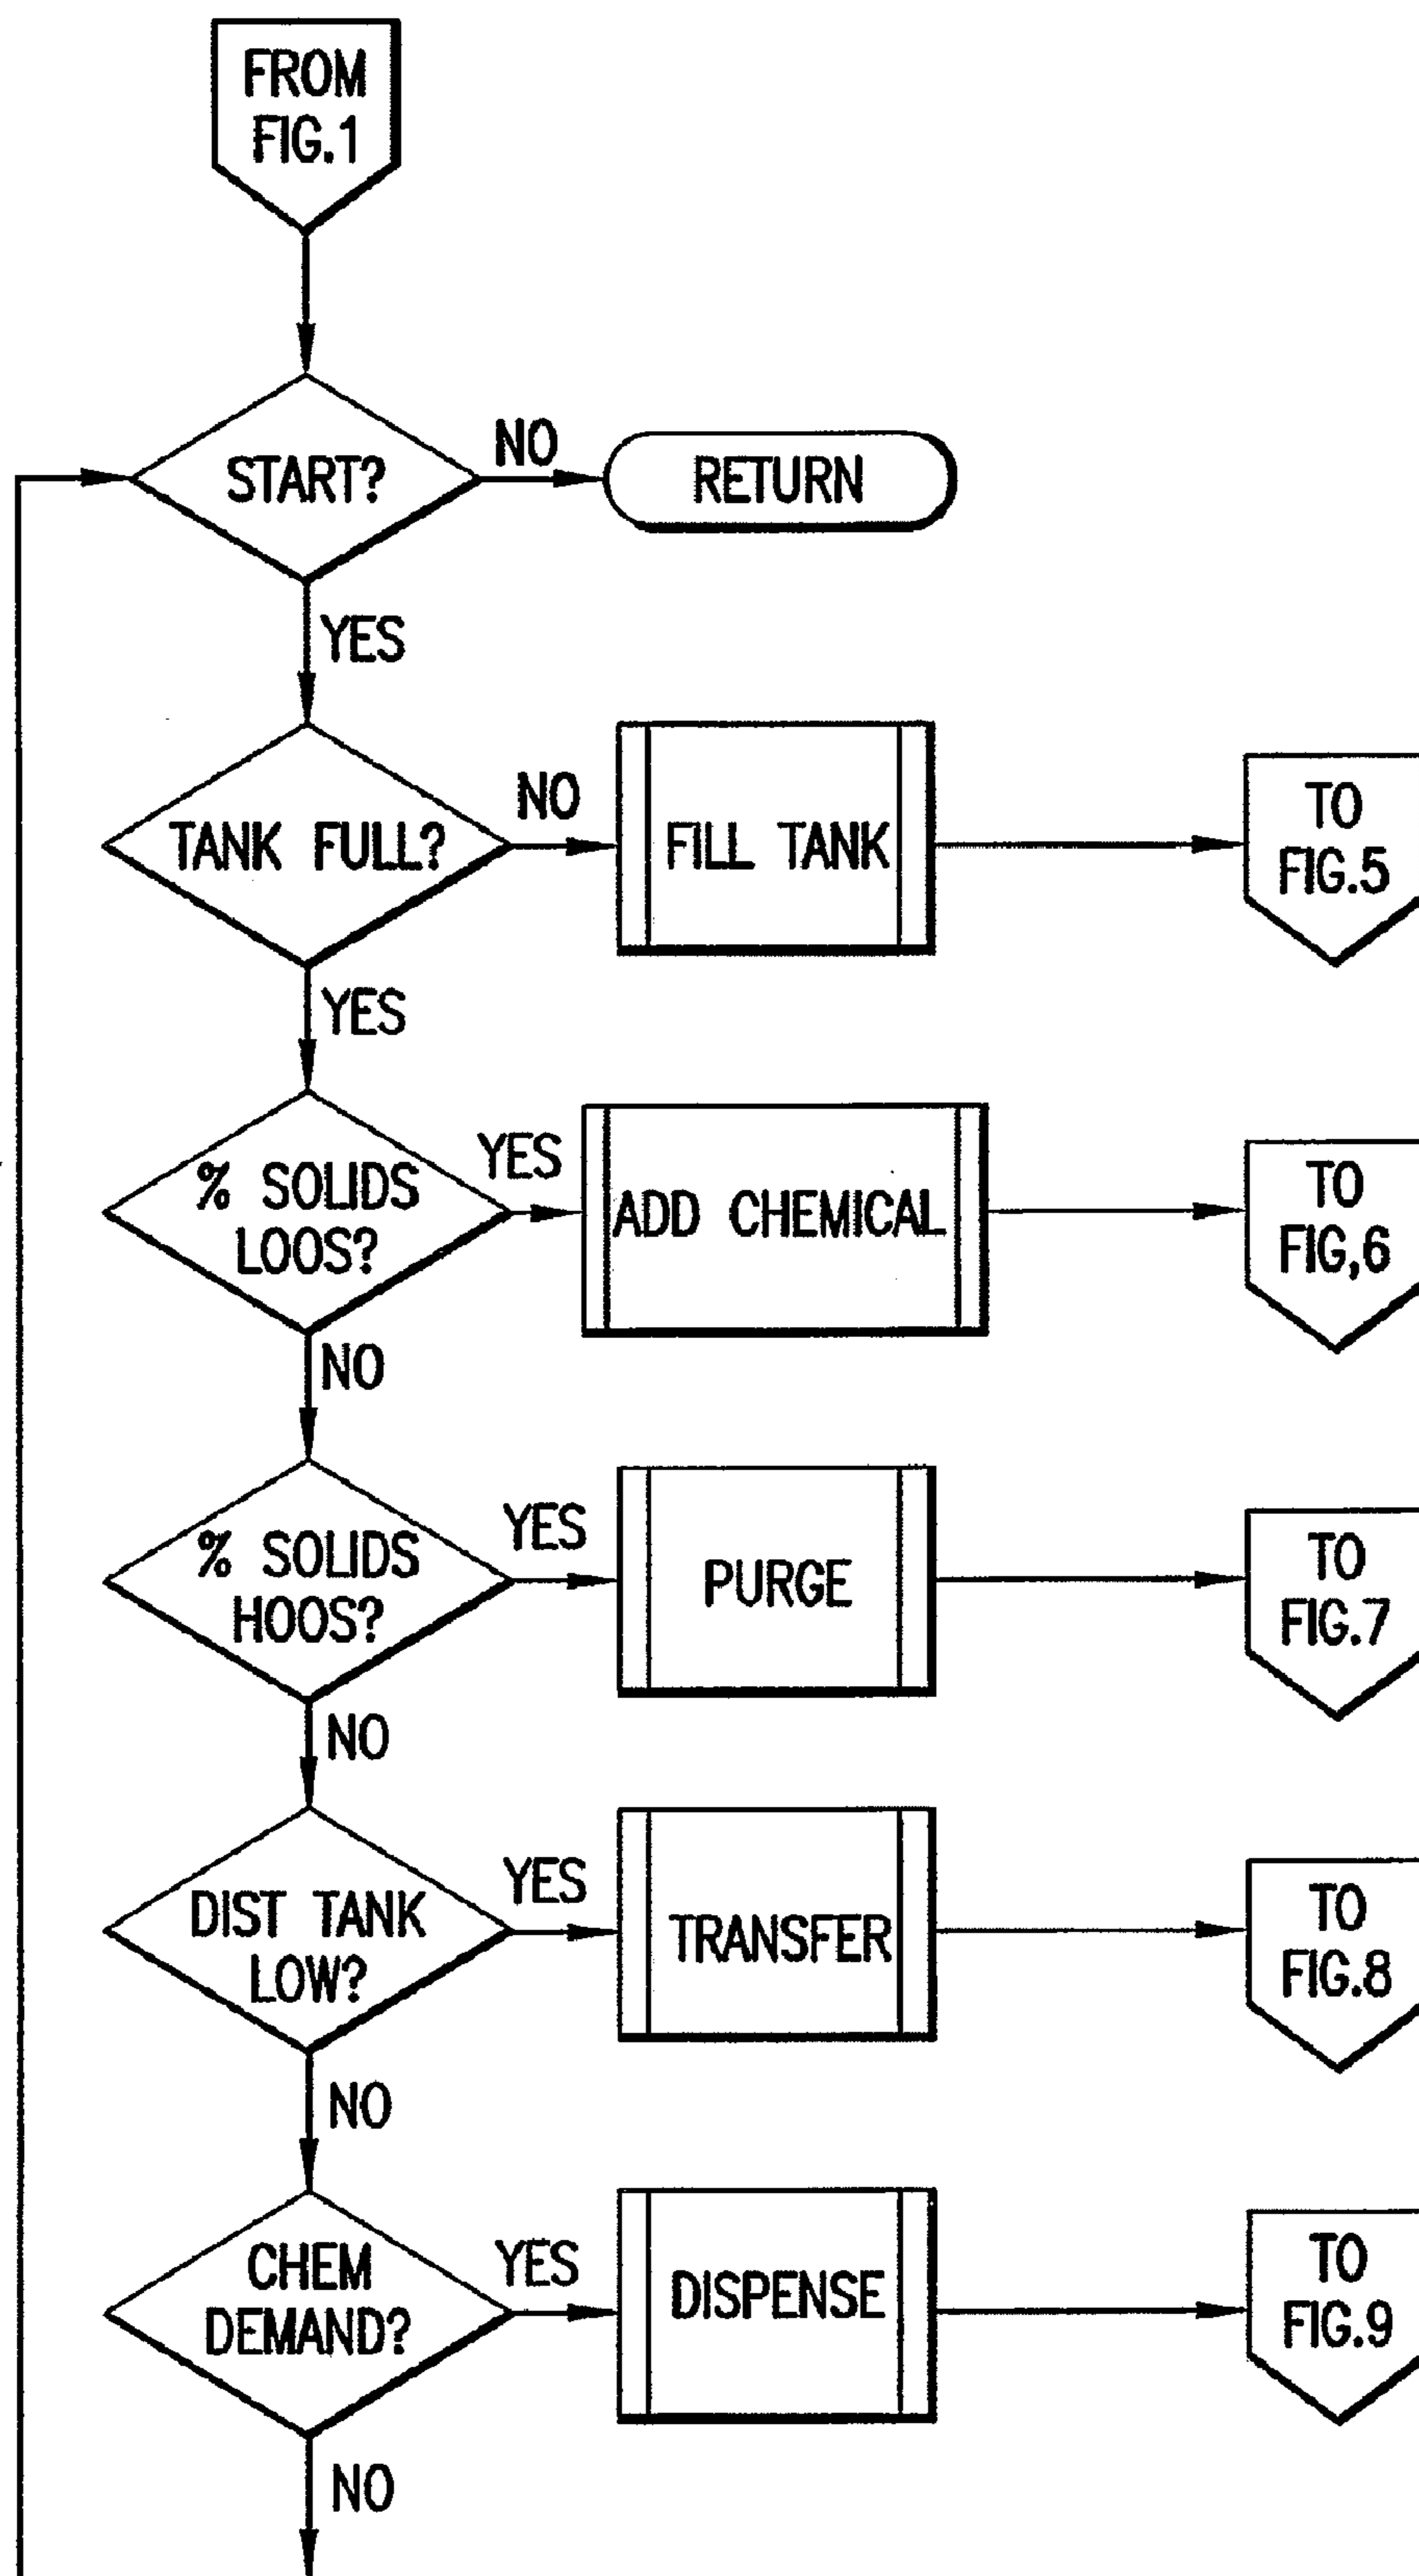 FROM
FIG.1
START?
NO
RETURN
YES
TANK FULL?
NO
FILL TANK
TO
FIG.5
YES
% SOLIDS
LOOS?
YES
ADD CHEMICAL
TO
FIG,6
NO
% SOLIDS
HOOS?
YES
PURGE
TO
FIG.7
NO
DIST TANK
LOW?
YES
TRANSFER
TO
FIG.8
NO
CHEM
DEMAND?
YES
DISPENSE
TO
FIG.9
NO